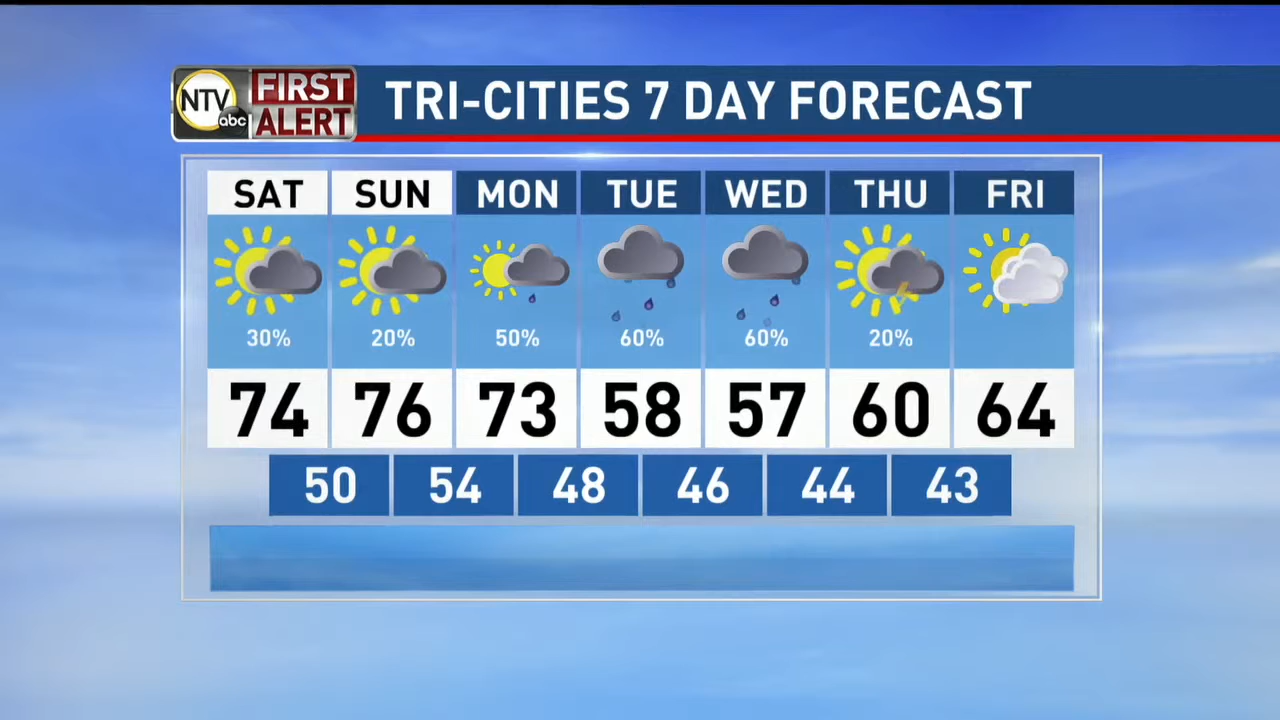 NTV
abc
FIRST
ALERT
TRI-CITIES 7 DAY FORECAST
SAT SUN MON TUE WED THU FRI
30% 20% 50% 60% 60% 20%
74 76 73 58 57 60 64
50 54 48 46 44 43